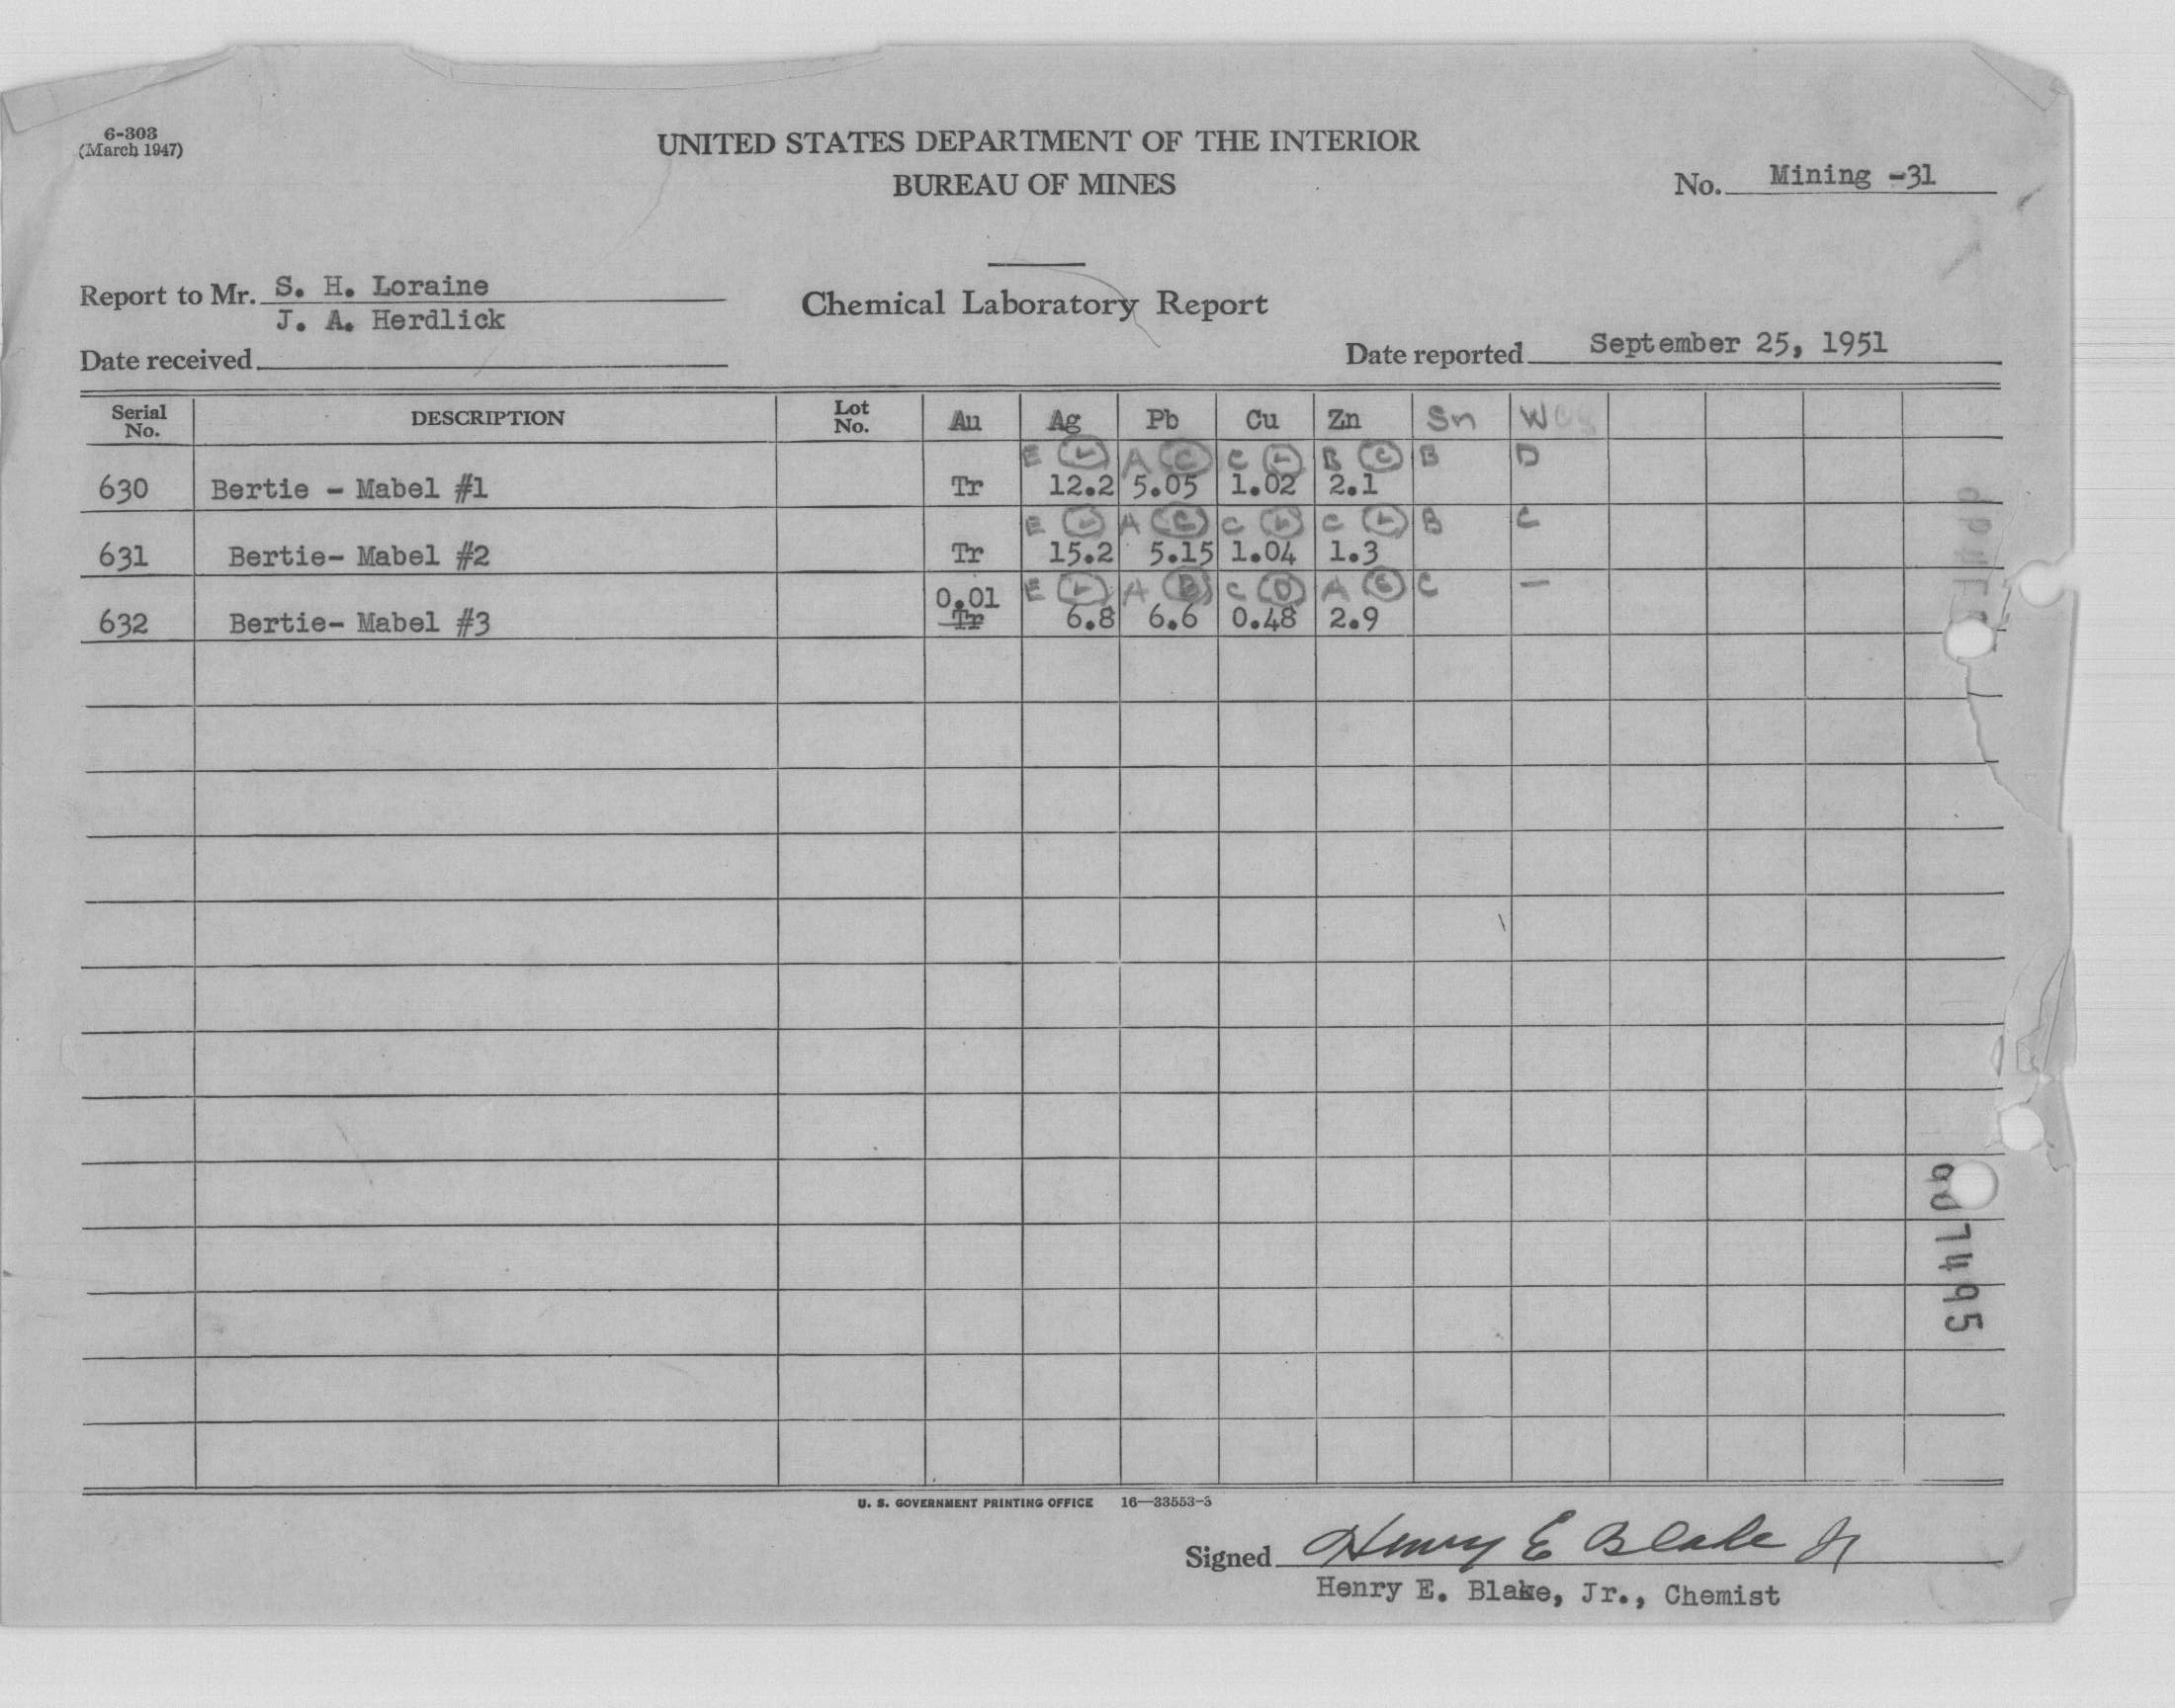 6-303
(March 1947)
UNITED STATES DEPARTMENT OF THE INTERIOR
BUREAU OF MINES
No. Mining -31
Report to Mr. S. H. Loraine
J. A. Herdlick
Chemical Laboratory Report
Date received
Date reported September 25, 1951
Serial No. DESCRIPTION Lot No. Au Ag Pb Cu Zn Sn W
E A C C B C B D
630 Bertie - Mabel #1 Tr 12.2 5.05 1.02 2.1
E A C C C B C
631 Bertie- Mabel #2 Tr 15.2 5.15 1.04 1.3
0.01 E A B C D A C C —
632 Bertie- Mabel #3 Tr 6.8 6.6 0.48 2.9
7495
U. S. GOVERNMENT PRINTING OFFICE 16—33553-3
Signed Henry E Blake Jr
Henry E. Blake, Jr., Chemist